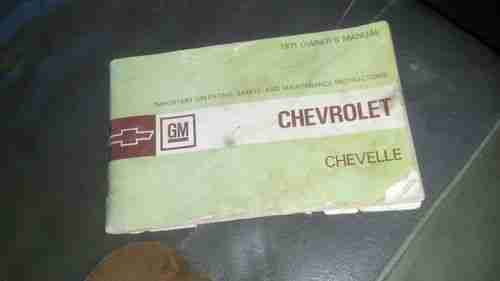 1971 OWNER'S MANUAL
IMPORTANT OPERATING, SAFETY AND MAINTENANCE INSTRUCTIONS
GM
CHEVROLET
CHEVELLE